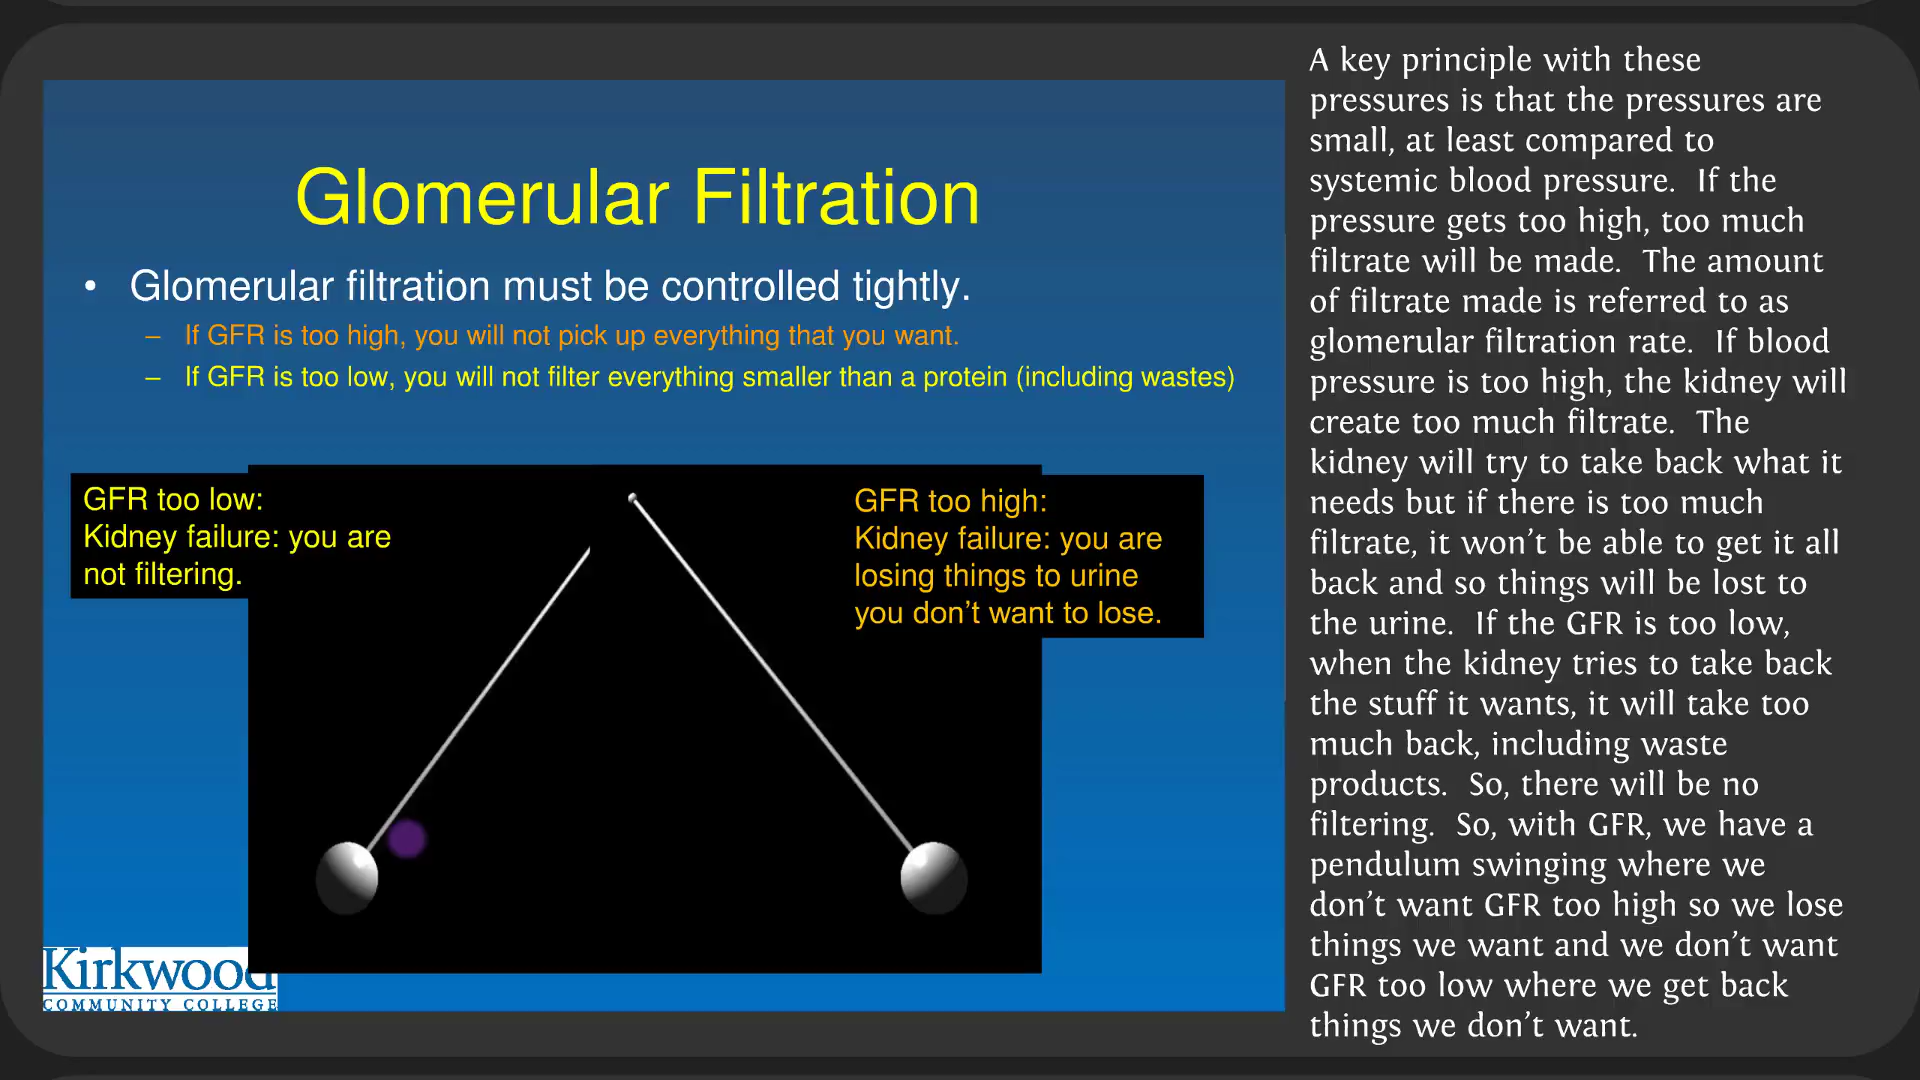 Glomerular Filtration
• Glomerular filtration must be controlled tightly.
– If GFR is too high, you will not pick up everything that you want.
– If GFR is too low, you will not filter everything smaller than a protein (including wastes)
GFR too low:
Kidney failure: you are
not filtering.
GFR too high:
Kidney failure: you are
losing things to urine
you don’t want to lose.
Kirkwood
COMMUNITY COLLEGE
A key principle with these
pressures is that the pressures are
small, at least compared to
systemic blood pressure.  If the
pressure gets too high, too much
filtrate will be made.  The amount
of filtrate made is referred to as
glomerular filtration rate.  If blood
pressure is too high, the kidney will
create too much filtrate.  The
kidney will try to take back what it
needs but if there is too much
filtrate, it won’t be able to get it all
back and so things will be lost to
the urine.  If the GFR is too low,
when the kidney tries to take back
the stuff it wants, it will take too
much back, including waste
products.  So, there will be no
filtering.  So, with GFR, we have a
pendulum swinging where we
don’t want GFR too high so we lose
things we want and we don’t want
GFR too low where we get back
things we don’t want.